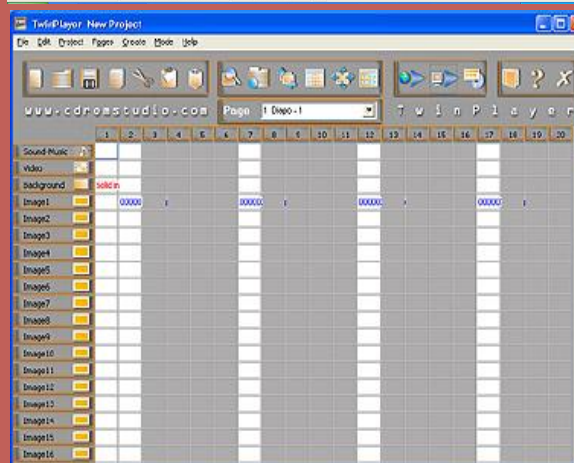 TwinPlayor New Project
File Edit Project Pages Create Mode Help
www.cdromstudio.com Page 1 Diapo - 1 TwinPlayer
1 2 3 4 5 6 7 8 9 10 11 12 13 14 15 16 17 18 19 20
Sound-Music
Video
Background Solid in
Image1
Image2
Image3
Image4
Image5
Image6
Image7
Image8
Image9
Image10
Image11
Image12
Image13
Image14
Image15
Image16